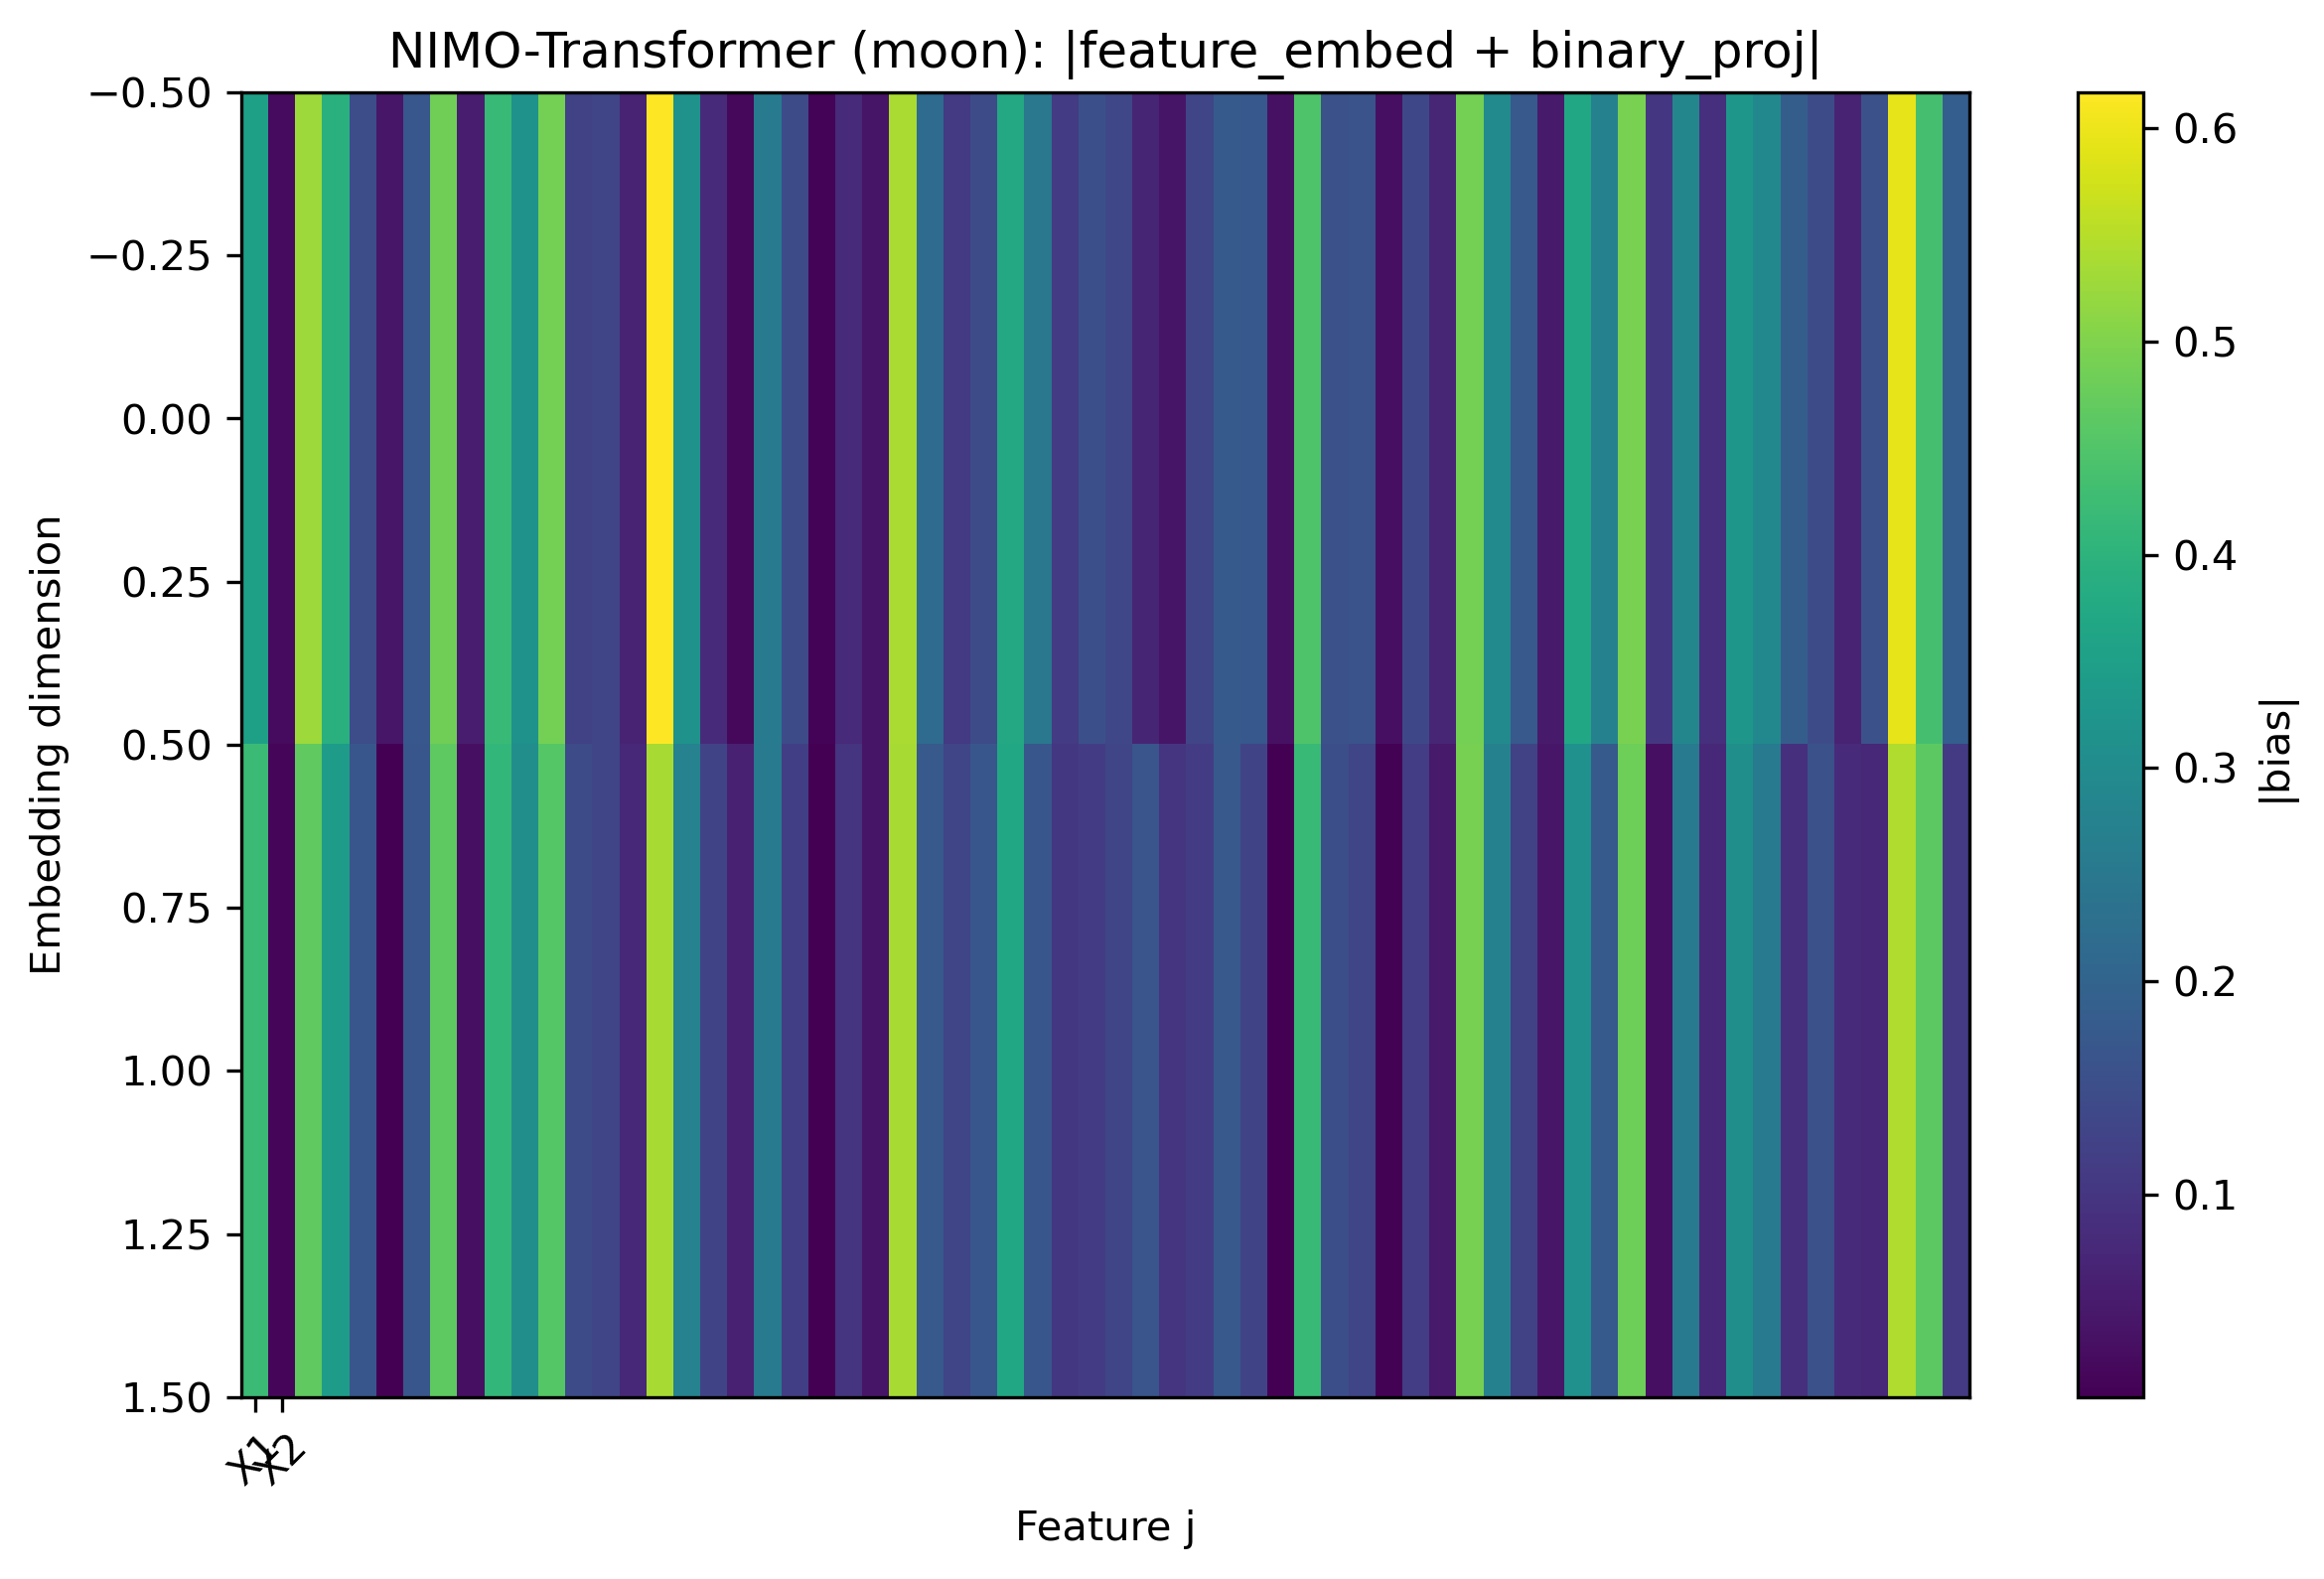 NIMO-Transformer (moon): |feature_embed + binary_proj|
−0.50
−0.25
0.00
0.25
0.50
0.75
1.00
1.25
1.50
Embedding dimension
X1
X2
Feature j
0.6
0.5
0.4
0.3
0.2
0.1
|bias|